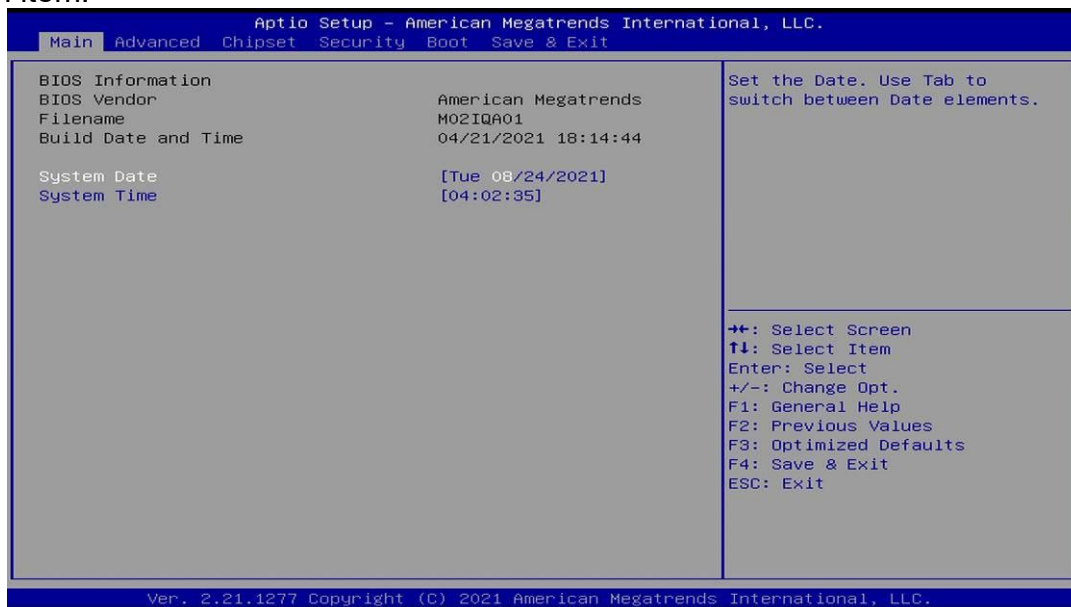 Aptio Setup – American Megatrends International, LLC.
Main Advanced Chipset Security Boot Save & Exit
BIOS Information
BIOS Vendor American Megatrends
Filename M02IQA01
Build Date and Time 04/21/2021 18:14:44
System Date [Tue 08/24/2021]
System Time [04:02:35]
Set the Date. Use Tab to
switch between Date elements.
→←: Select Screen
↑↓: Select Item
Enter: Select
+/-: Change Opt.
F1: General Help
F2: Previous Values
F3: Optimized Defaults
F4: Save & Exit
ESC: Exit
Ver. 2.21.1277 Copyright (C) 2021 American Megatrends International, LLC.